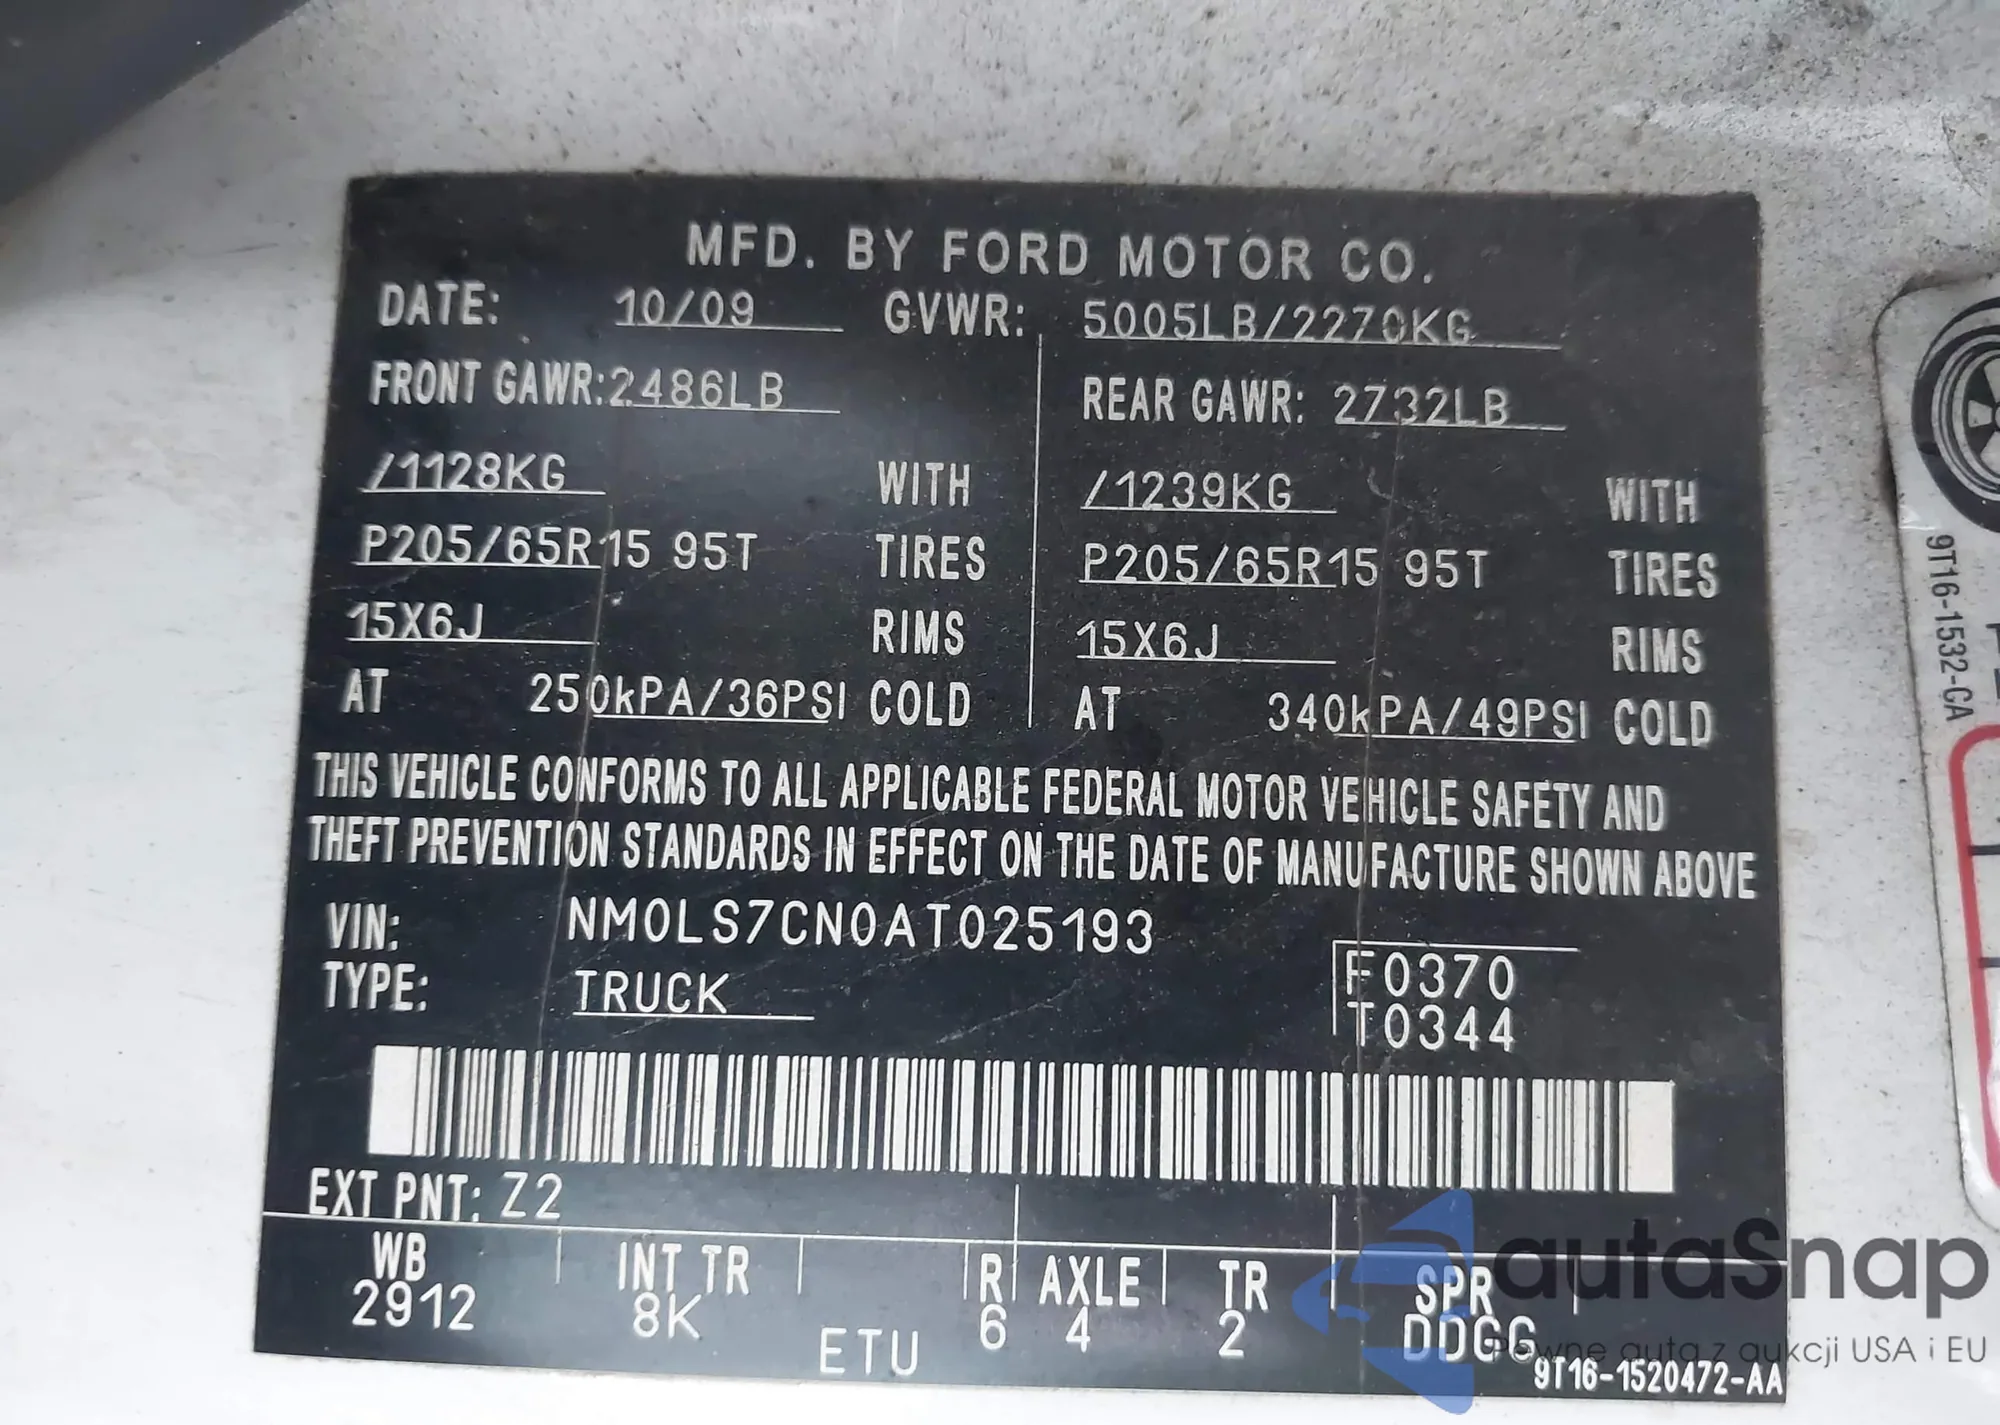 MFD. BY FORD MOTOR CO.
DATE: 10/09 GVWR: 5005LB/2270KG
FRONT GAWR: 2486LB REAR GAWR: 2732LB
/1128KG WITH /1239KG WITH
P205/65R15 95T TIRES P205/65R15 95T TIRES
15X6J RIMS 15X6J RIMS
AT 250kPA/36PSI COLD AT 340kPA/49PSI COLD
THIS VEHICLE CONFORMS TO ALL APPLICABLE FEDERAL MOTOR VEHICLE SAFETY AND
THEFT PREVENTION STANDARDS IN EFFECT ON THE DATE OF MANUFACTURE SHOWN ABOVE
VIN: NM0LS7CN0AT025193
TYPE: TRUCK
F0370
T0344
EXT PNT: Z2
WB INT TR R AXLE TR SPR
2912 8K ETU 6 4 2 DDGG
9T16-1520472-AA
9T16-1532-CA
autaSnap
Pewne auta z aukcji USA i EU